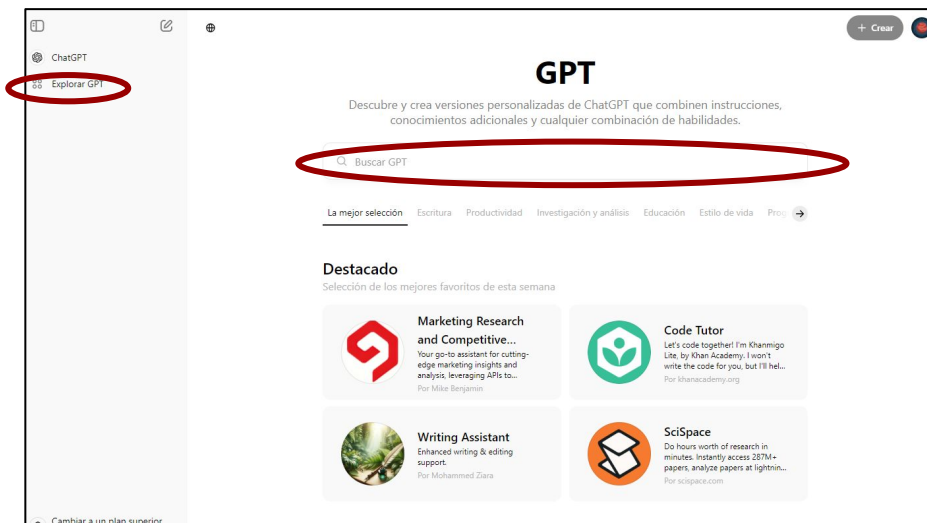 ChatGPT
Explorar GPT
+ Crear
GPT
Descubre y crea versiones personalizadas de ChatGPT que combinen instrucciones,
conocimientos adicionales y cualquier combinación de habilidades.
Buscar GPT
La mejor selección Escritura Productividad Investigación y análisis Educación Estilo de vida
Destacado
Selección de los mejores favoritos de esta semana
Marketing Research
and Competitive...
Your go-to assistant for cutting-
edge marketing insights and
analysis, leveraging APIs to...
Por Mike Benjamin
Code Tutor
Let's code together! I'm Khanmigo
Lite, by Khan Academy. I won't
write the code for you, but I'll hel...
Por khanacademy.org
Writing Assistant
Enhanced writing & editing
support.
Por Mohammed Ziara
SciSpace
Do hours worth of research in
minutes. Instantly access 287M+
papers, analyze papers at lightnin...
Por scispace.com
Cambiar a un plan superior